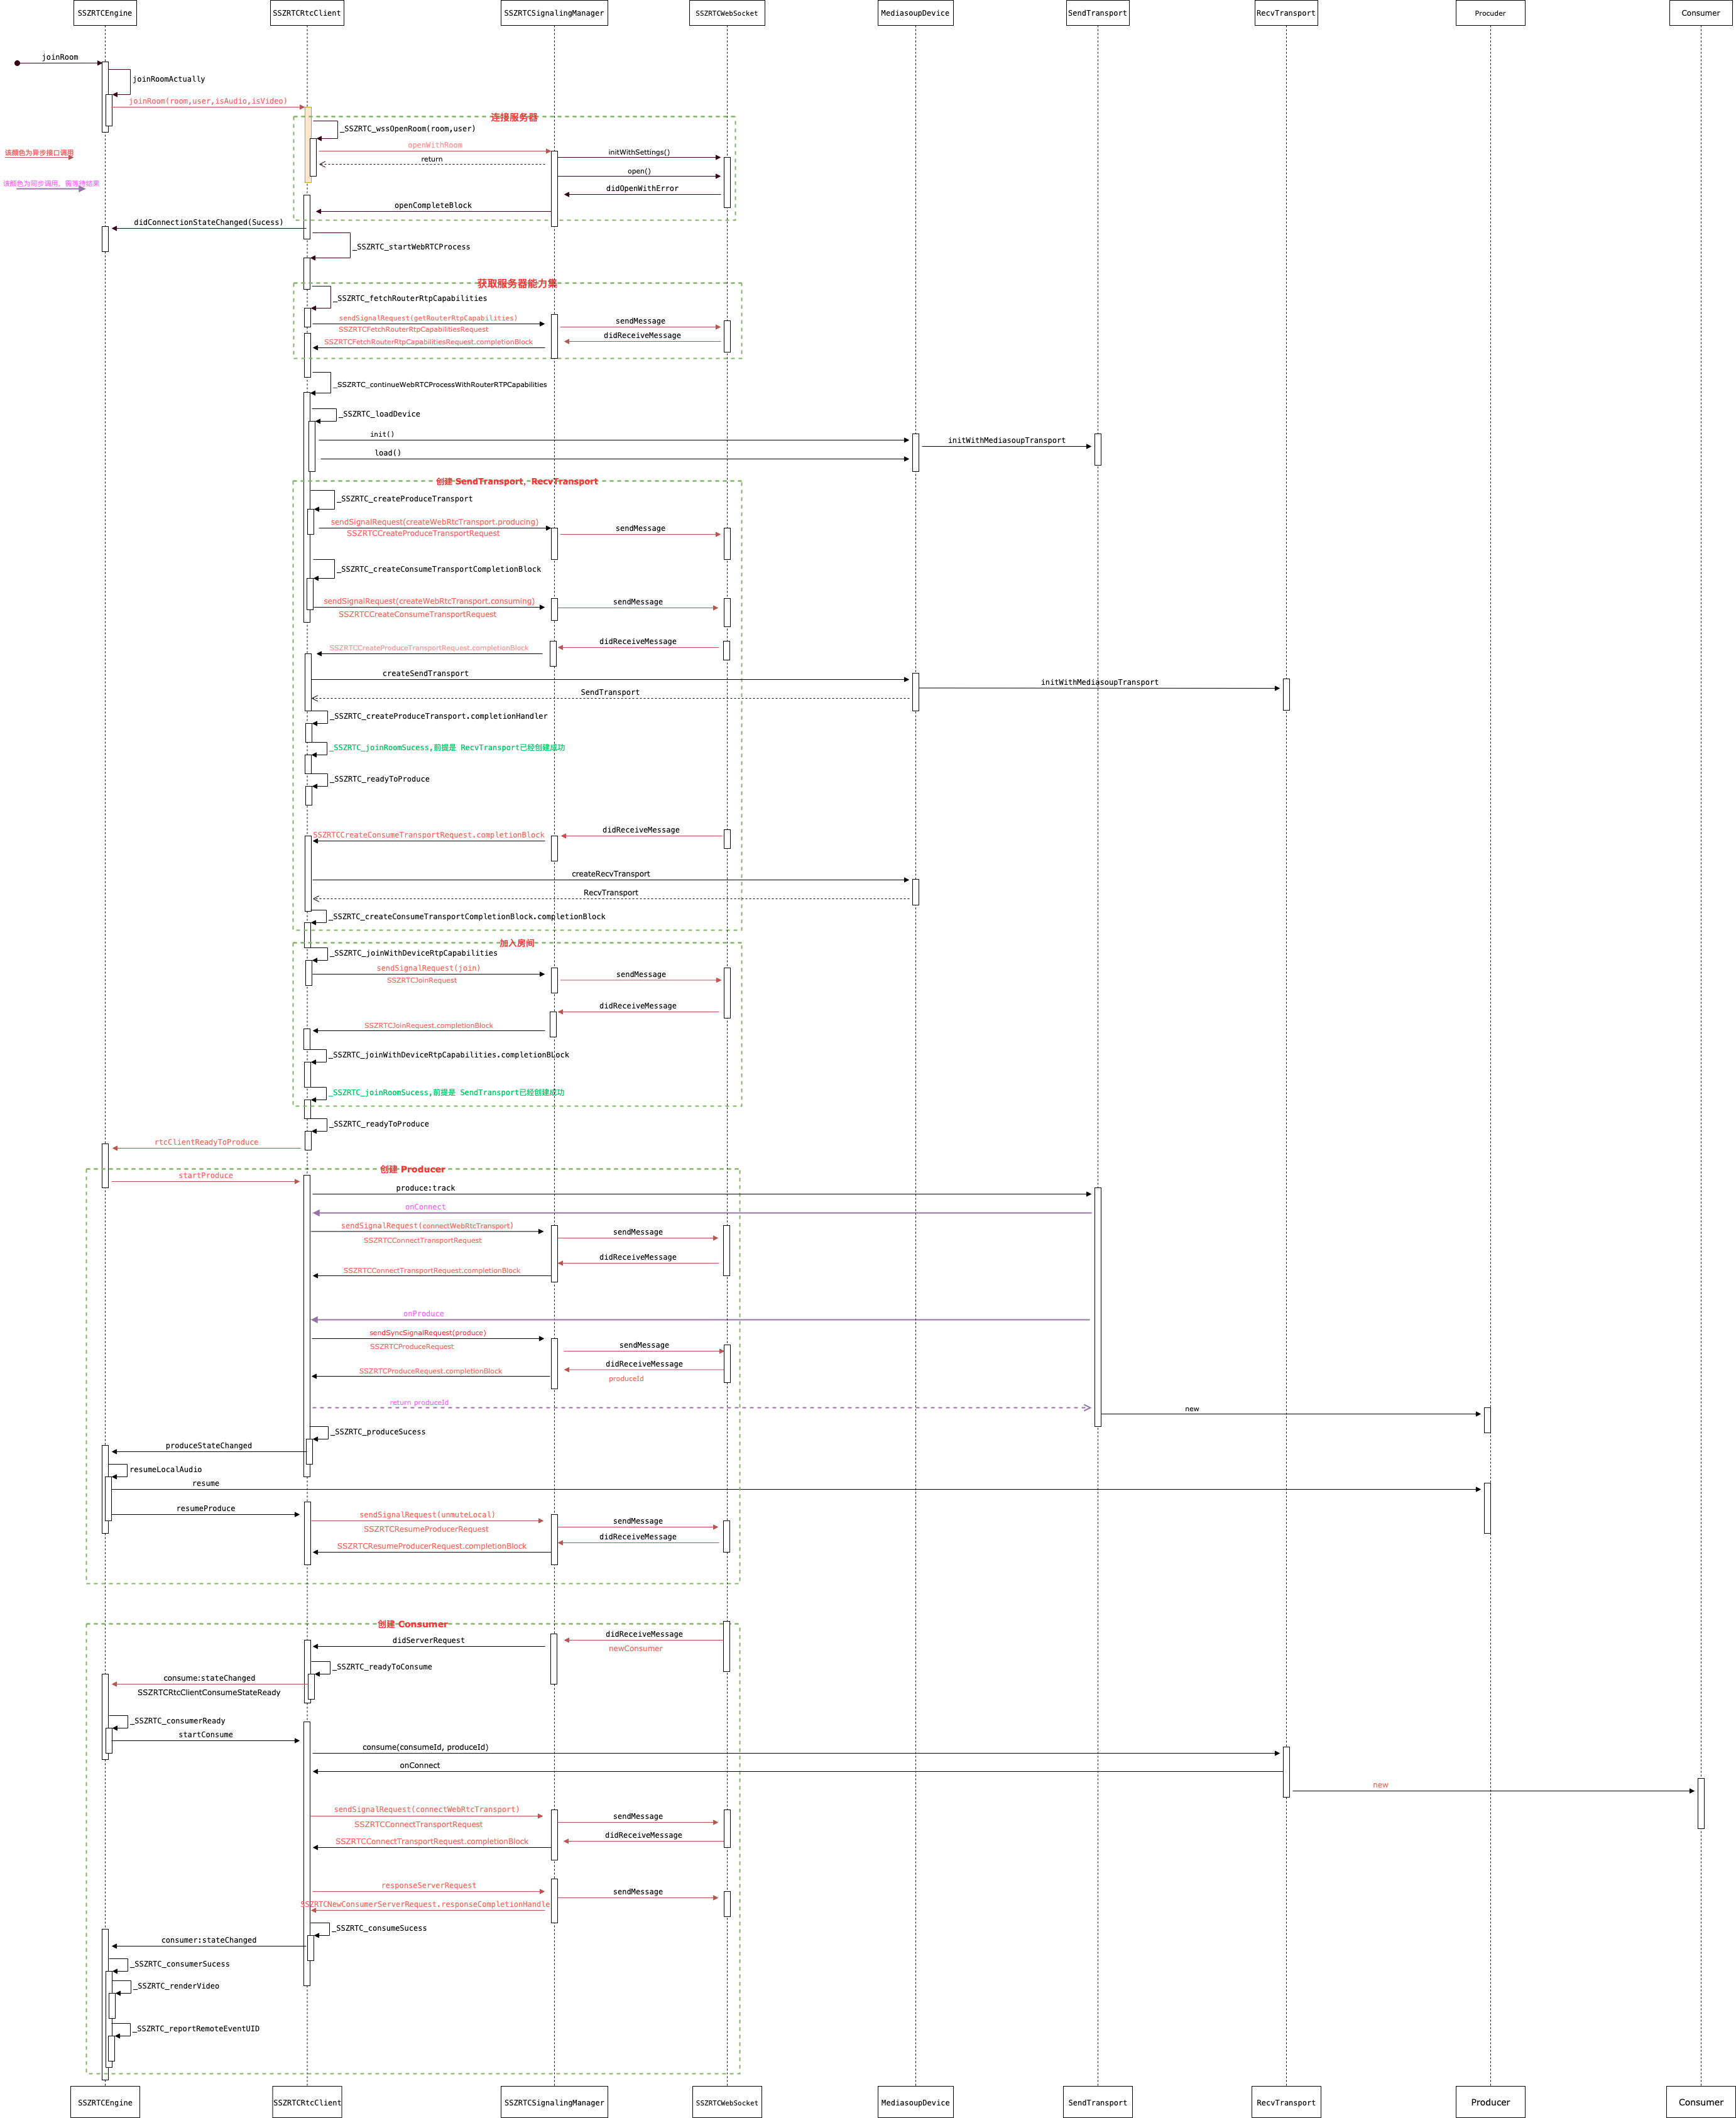 SSZRTCEngine
SSZRTCRtcClient
SSZRTCSignalingManager
SSZRTCWebSocket
MediasoupDevice
SendTransport
RecvTransport
Procuder
Consumer
joinRoom
joinRoomActually
joinRoom(room,user,isAudio,isVideo)
连接服务器
_SSZRTC_wssOpenRoom(room,user)
该颜色为异步接口调用
openWithRoom
initWithSettings()
return
open()
该颜色为同步调用，需等待结果
didOpenWithError
openCompleteBlock
didConnectionStateChanged(Sucess)
_SSZRTC_startWebRTCProcess
获取服务器能力集
_SSZRTC_fetchRouterRtpCapabilities
sendSignalRequest(getRouterRtpCapabilities)
sendMessage
SSZRTCFetchRouterRtpCapabilitiesRequest
didReceiveMessage
SSZRTCFetchRouterRtpCapabilitiesRequest.completionBlock
_SSZRTC_continueWebRTCProcessWithRouterRTPCapabilities
_SSZRTC_loadDevice
init()
initWithMediasoupTransport
load()
创建 SendTransport，RecvTransport
_SSZRTC_createProduceTransport
sendSignalRequest(createWebRtcTransport.producing)
sendMessage
SSZRTCCreateProduceTransportRequest
_SSZRTC_createConsumeTransportCompletionBlock
sendSignalRequest(createWebRtcTransport.consuming)
sendMessage
SSZRTCCreateConsumeTransportRequest
didReceiveMessage
SSZRTCCreateProduceTransportRequest.completionBlock
createSendTransport
initWithMediasoupTransport
SendTransport
_SSZRTC_createProduceTransport.completionHandler
_SSZRTC_joinRoomSucess,前提是 RecvTransport已经创建成功
_SSZRTC_readyToProduce
didReceiveMessage
SSZRTCCreateConsumeTransportRequest.completionBlock
createRecvTransport
RecvTransport
_SSZRTC_createConsumeTransportCompletionBlock.completionBlock
加入房间
_SSZRTC_joinWithDeviceRtpCapabilities
sendSignalRequest(join)
sendMessage
SSZRTCJoinRequest
didReceiveMessage
SSZRTCJoinRequest.completionBlock
_SSZRTC_joinWithDeviceRtpCapabilities.completionBLock
_SSZRTC_joinRoomSucess,前提是 SendTransport已经创建成功
_SSZRTC_readyToProduce
rtcClientReadyToProduce
创建 Producer
startProduce
produce:track
onConnect
sendSignalRequest(connectWebRtcTransport)
sendMessage
SSZRTCConnectTransportRequest
didReceiveMessage
SSZRTCConnectTransportRequest.completionBlock
onProduce
sendSyncSignalRequest(produce)
sendMessage
SSZRTCProduceRequest
didReceiveMessage
SSZRTCProduceRequest.completionBlock
produceId
return produceId
new
_SSZRTC_produceSucess
produceStateChanged
resumeLocalAudio
resume
resumeProduce
sendSignalRequest(unmuteLocal)
sendMessage
SSZRTCResumeProducerRequest
didReceiveMessage
SSZRTCResumeProducerRequest.completionBlock
创建 Consumer
didReceiveMessage
didServerRequest
newConsumer
_SSZRTC_readyToConsume
consume:stateChanged
SSZRTCRtcClientConsumeStateReady
_SSZRTC_consumerReady
startConsume
consume(consumeId, produceId)
onConnect
new
sendSignalRequest(connectWebRtcTransport)
sendMessage
SSZRTCConnectTransportRequest
didReceiveMessage
SSZRTCConnectTransportRequest.completionBlock
responseServerRequest
sendMessage
SSZRTCNewConsumerServerRequest.responseCompletionHandle
_SSZRTC_consumeSucess
consumer:stateChanged
_SSZRTC_consumerSucess
_SSZRTC_renderVideo
_SSZRTC_reportRemoteEventUID
SSZRTCEngine
SSZRTCRtcClient
SSZRTCSignalingManager
SSZRTCWebSocket
MediasoupDevice
SendTransport
RecvTransport
Producer
Consumer